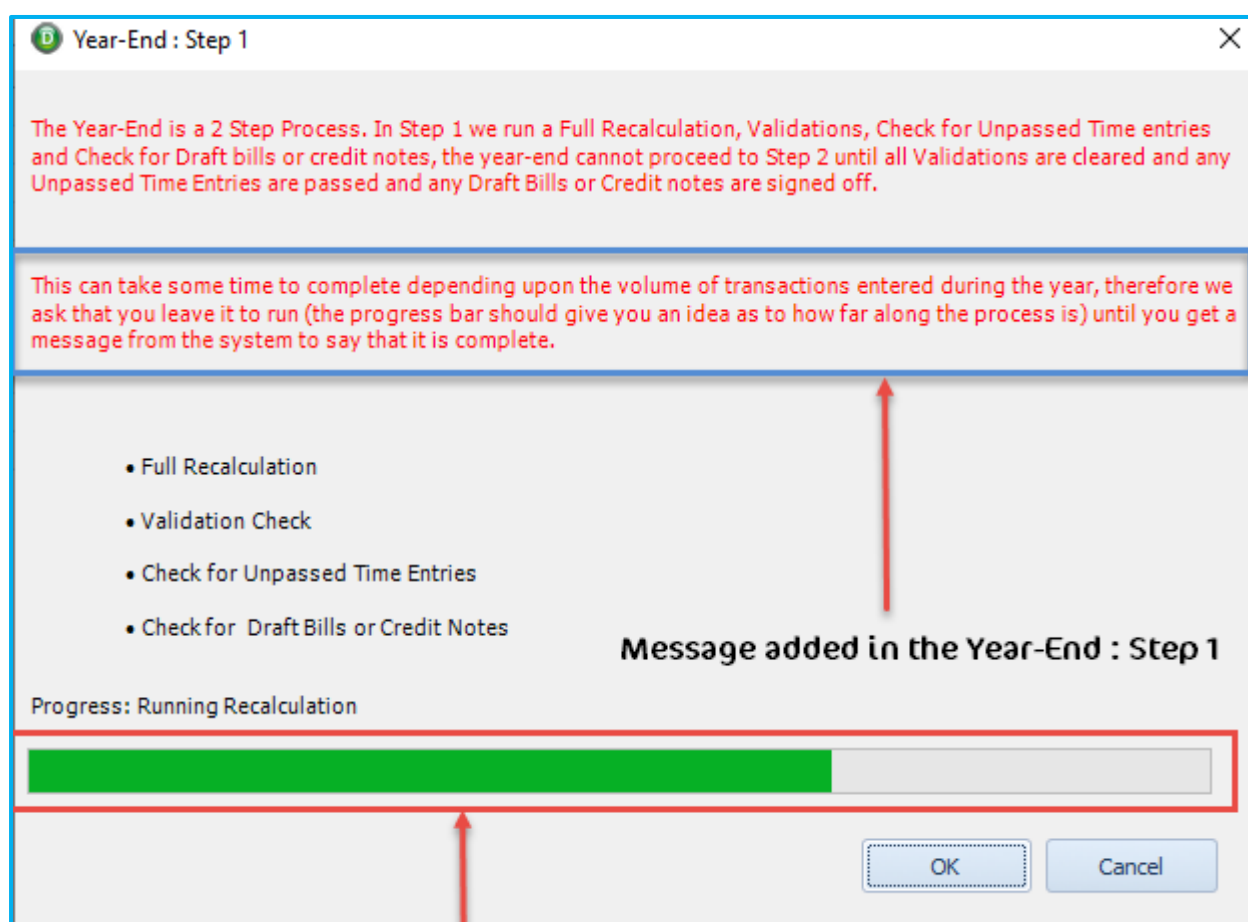 D Year-End : Step 1
The Year-End is a 2 Step Process. In Step 1 we run a Full Recalculation, Validations, Check for Unpassed Time entries
and Check for Draft bills or credit notes, the year-end cannot proceed to Step 2 until all Validations are cleared and any
Unpassed Time Entries are passed and any Draft Bills or Credit notes are signed off.
This can take some time to complete depending upon the volume of transactions entered during the year, therefore we
ask that you leave it to run (the progress bar should give you an idea as to how far along the process is) until you get a
message from the system to say that it is complete.
• Full Recalculation
• Validation Check
• Check for Unpassed Time Entries
• Check for Draft Bills or Credit Notes
Message added in the Year-End : Step 1
Progress: Running Recalculation
OK Cancel